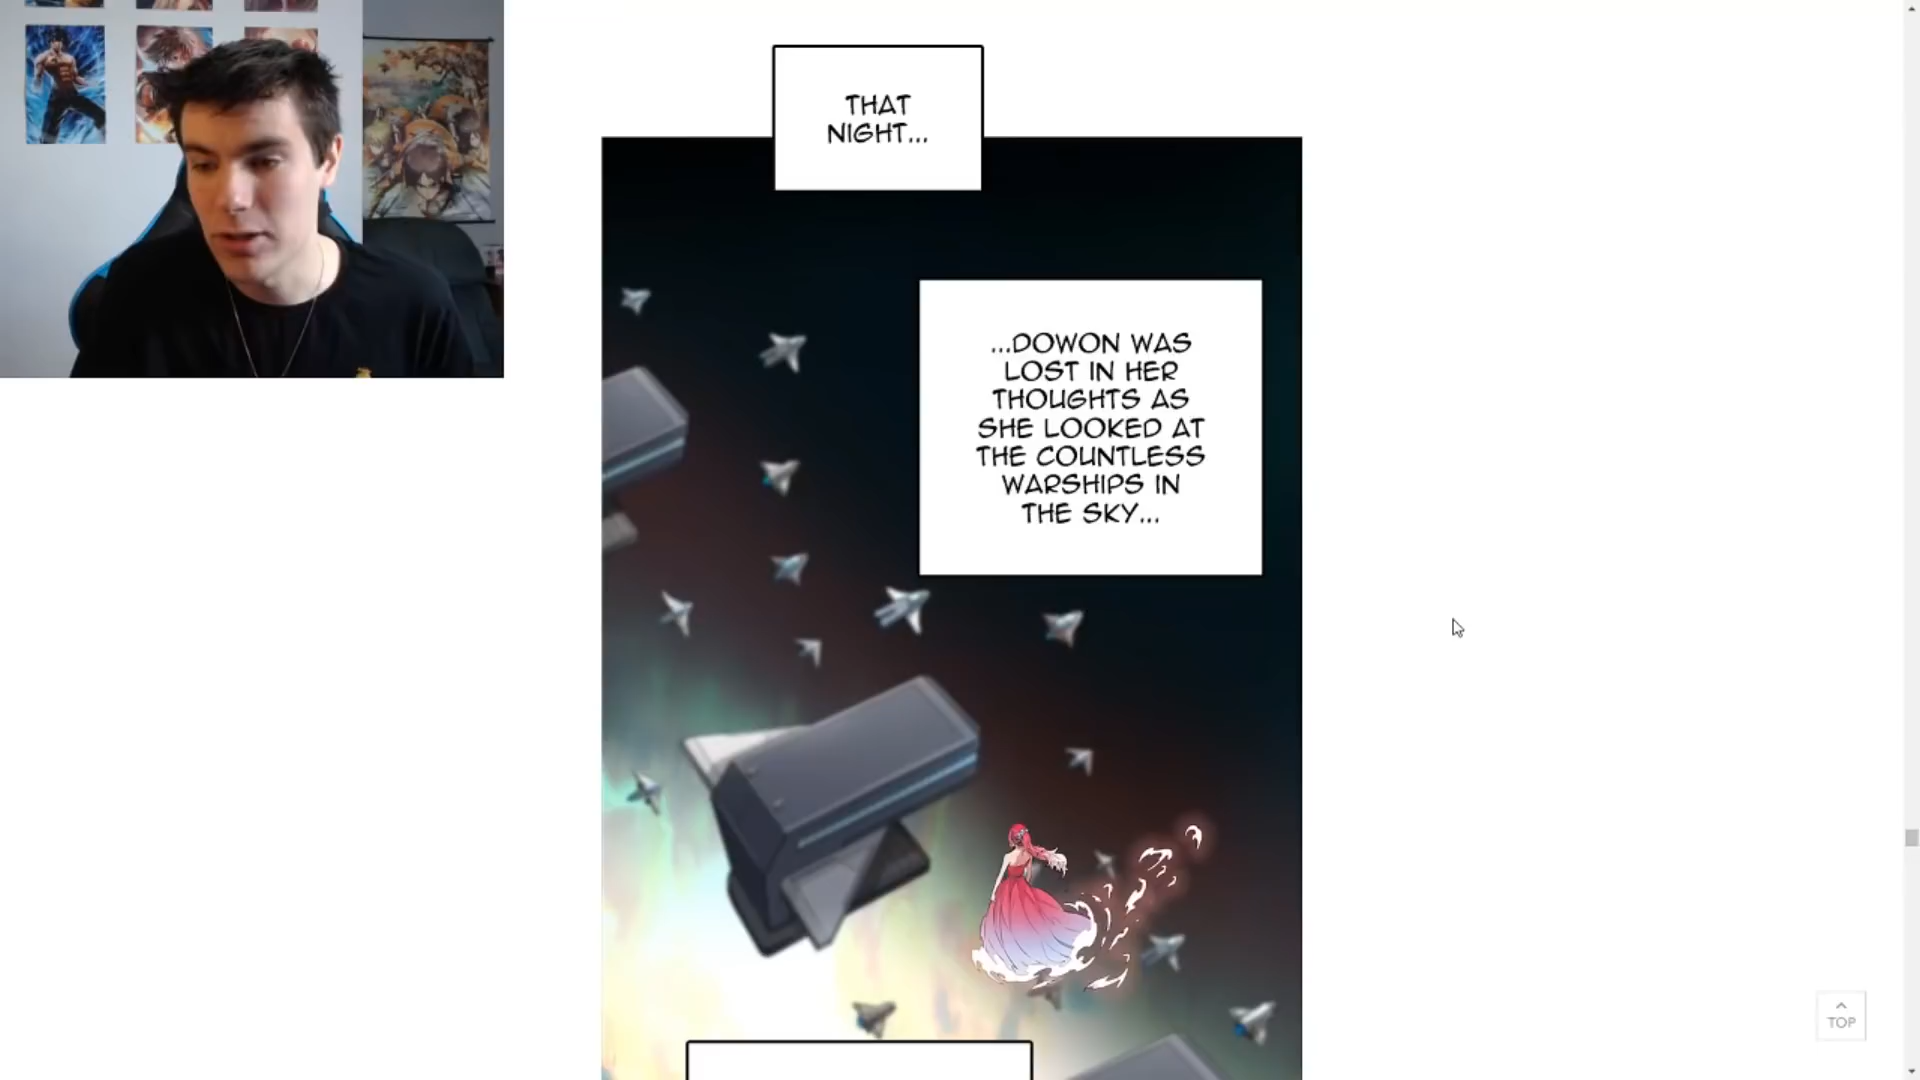 THAT
NIGHT...
...DOWON WAS
LOST IN HER
THOUGHTS AS
SHE LOOKED AT
THE COUNTLESS
WARSHIPS IN
THE SKY...
TOP